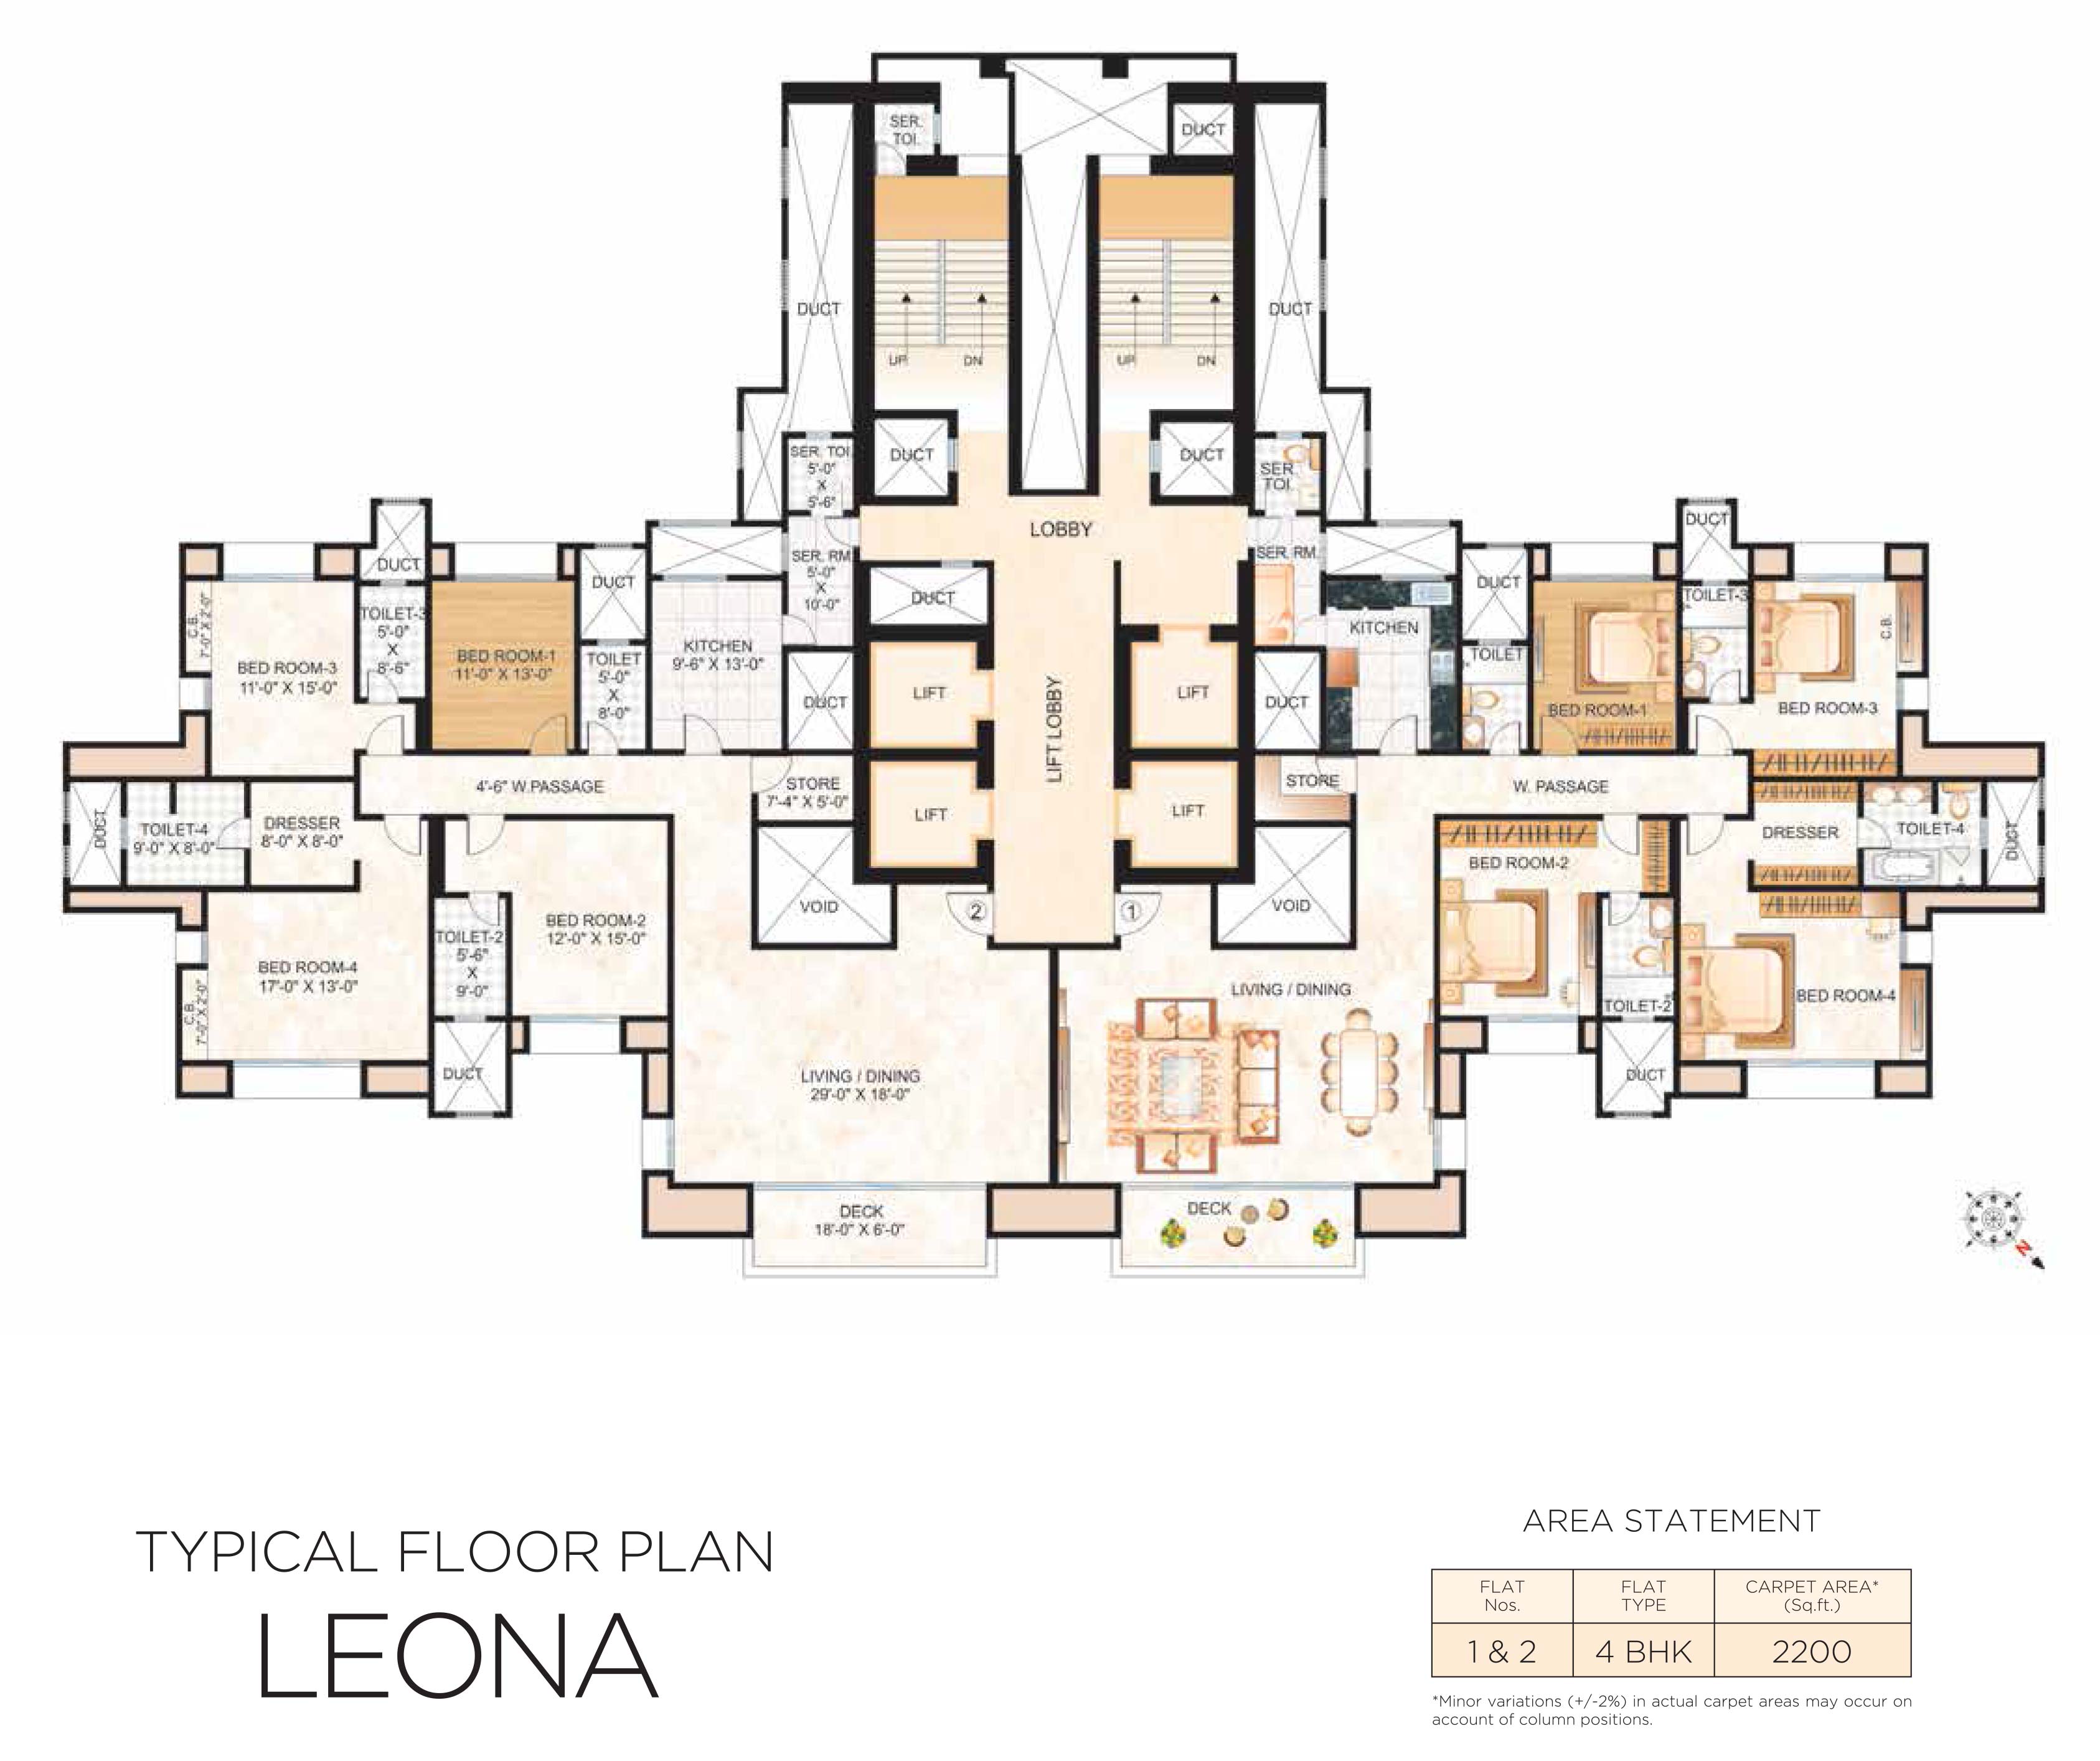 SER.
TOI.
DUCT
DUCT
DUCT
UP
DN
UP
DN
SER. TOI.
5'-0"
X
5'-6"
DUCT
DUCT
SER.
TOI.
LOBBY
DUCT
DUCT
SER. RM.
5'-0"
X
10'-0"
DUCT
SER. RM.
DUCT
DUCT
C.B.
7'-0" X 2'-0"
BED ROOM-3
11'-0" X 15'-0"
TOILET-3
5'-0"
X
8'-6"
BED ROOM-1
11'-0" X 13'-0"
TOILET
5'-0"
X
8'-0"
KITCHEN
9'-6" X 13'-0"
DUCT
LIFT
LIFT LOBBY
LIFT
DUCT
KITCHEN
TOILET
BED ROOM-1
TOILET-3
BED ROOM-3
C.B.
4'-6" W.PASSAGE
STORE
7'-4" X 5'-0"
LIFT
LIFT
STORE
W. PASSAGE
DUCT
TOILET-4
9'-0" X 8'-0"
DRESSER
8'-0" X 8'-0"
DRESSER
TOILET-4
DUCT
BED ROOM-2
VOID
2
1
VOID
BED ROOM-4
17'-0" X 13'-0"
C.B.
7'-0" X 2'-0"
TOILET-2
5'-6"
X
9'-0"
BED ROOM-2
12'-0" X 15'-0"
LIVING / DINING
TOILET-2
BED ROOM-4
DUCT
LIVING / DINING
29'-0" X 18'-0"
DUCT
DECK
18'-0" X 6'-0"
DECK
N
TYPICAL FLOOR PLAN
LEONA
AREA STATEMENT
FLAT
Nos.
FLAT
TYPE
CARPET AREA*
(Sq.ft.)
1 & 2
4 BHK
2200
*Minor variations (+/-2%) in actual carpet areas may occur on
account of column positions.